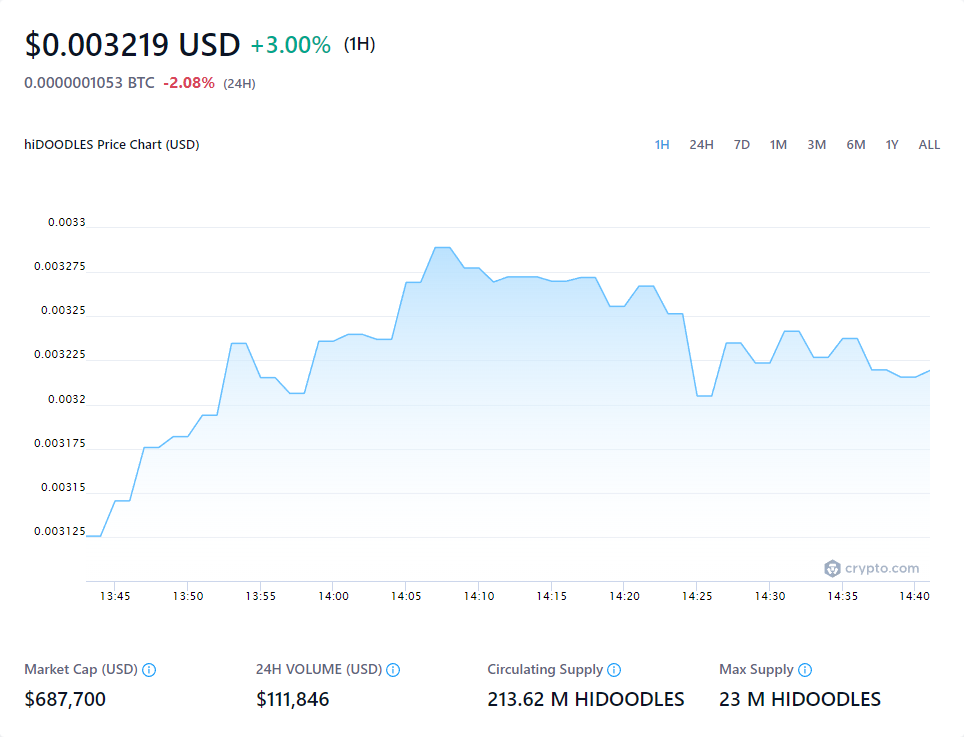 $0.003219 USD +3.00% (1H)
0.0000001053 BTC -2.08% (24H)
hiDOODLES Price Chart (USD) 1H 24H 7D 1M 3M 6M 1Y ALL
0.0033
0.003275
0.00325
0.003225
0.0032
0.003175
0.00315
0.003125
crypto.com
13:45 13:50 13:55 14:00 14:05 14:10 14:15 14:20 14:25 14:30 14:35 14:40
Market Cap (USD) 24H VOLUME (USD) Circulating Supply Max Supply
$687,700 $111,846 213.62 M HIDOODLES 23 M HIDOODLES